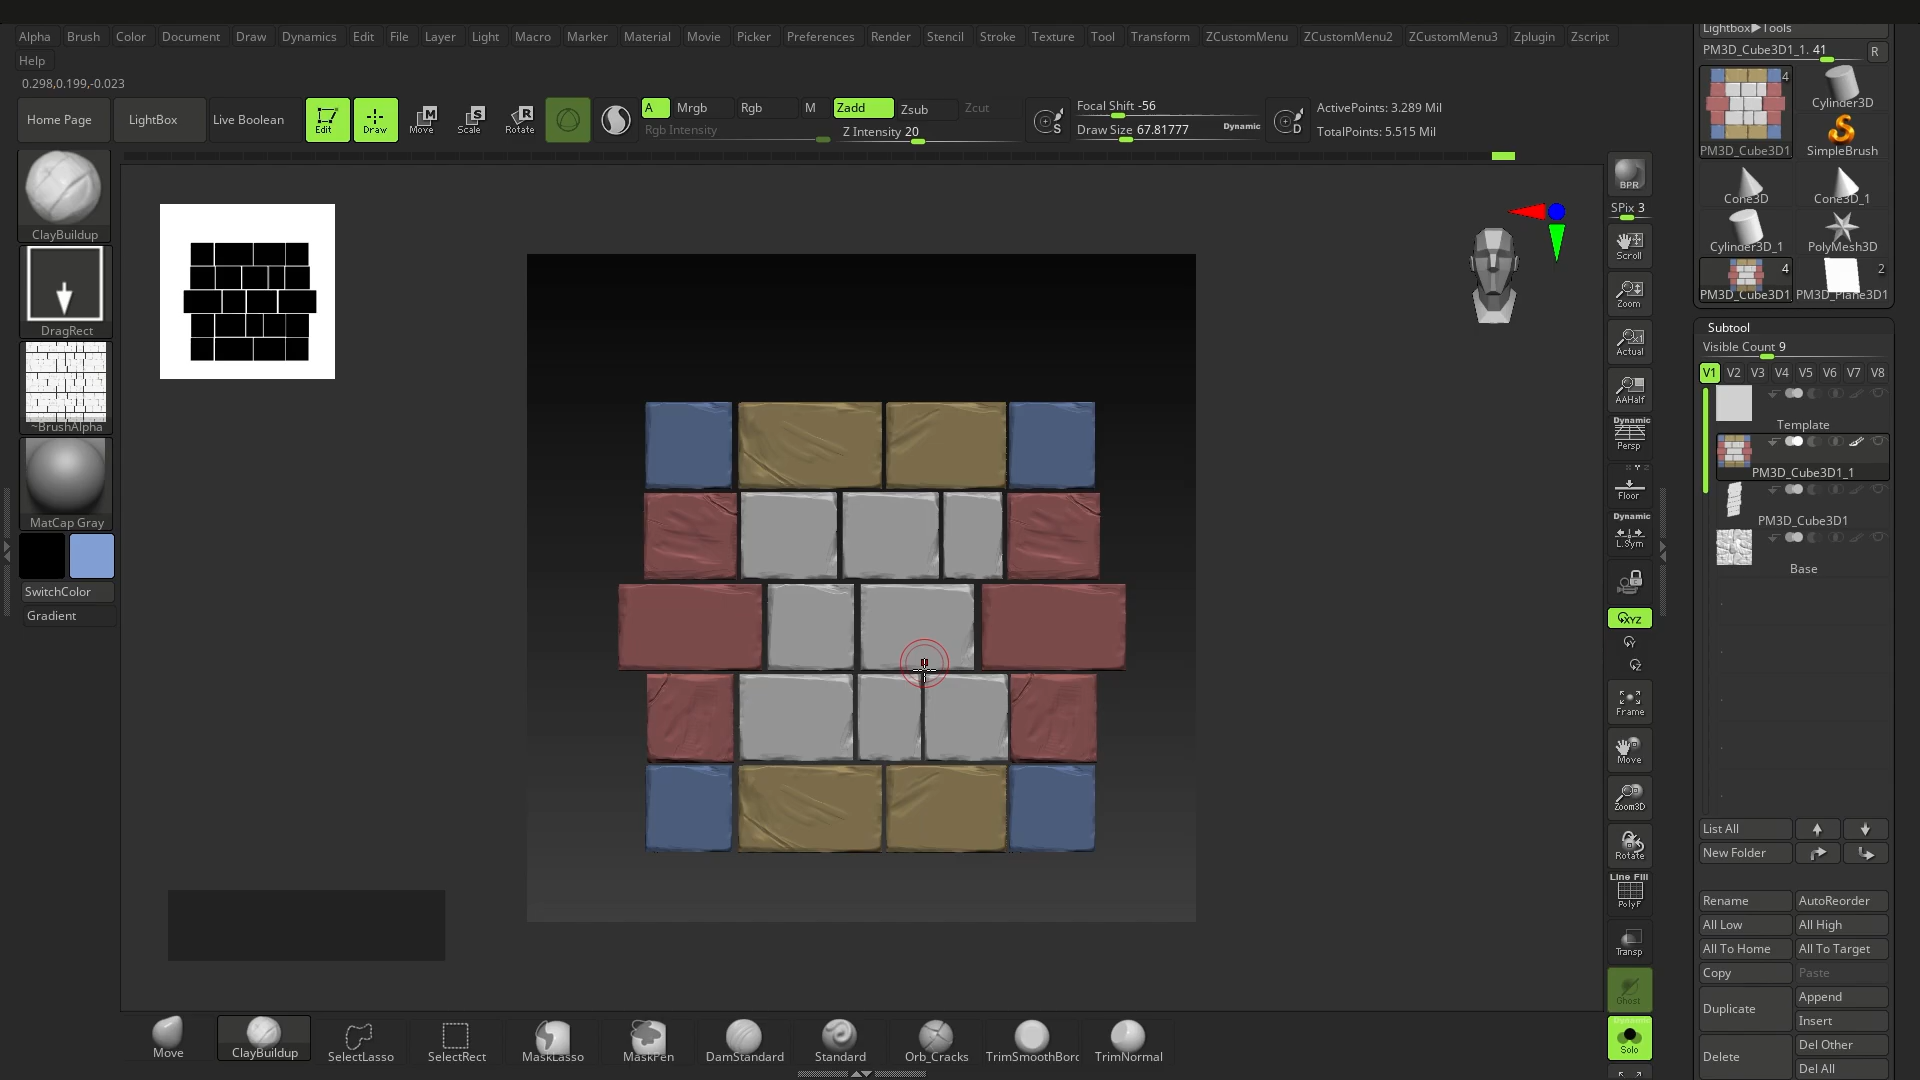 Alpha Brush Color Document Draw Dynamics Edit File Layer Light Macro Marker Material Movie Picker Preferences Render Stencil Stroke Texture Tool Transform ZCustomMenu ZCustomMenu2 ZCustomMenu3 Zplugin Zscript
Help
0.298,0.199,-0.023
Home Page LightBox Live Boolean Edit Draw Move Scale Rotate
A Mrgb Rgb M Zadd Zsub Zcut
Rgb Intensity Z Intensity 20
Focal Shift -56
Draw Size 67.81777 Dynamic
ActivePoints: 3.289 Mil
TotalPoints: 5.515 Mil
ClayBuildup
DragRect
~BrushAlpha
MatCap Gray
SwitchColor
Gradient
BPR
SPix 3
Scroll
Zoom
Actual
AAHalf
Dynamic
Persp
Floor
Dynamic
L.Sym
XYZ
Frame
Move
Zoom3D
Rotate
Line Fill
PolyF
Transp
Ghost
Dynamic
Solo
Lightbox▶Tools
PM3D_Cube3D1_1. 41 R
4
PM3D_Cube3D1
Cylinder3D
SimpleBrush
Cone3D Cone3D_1
Cylinder3D_1 PolyMesh3D
4 2
PM3D_Cube3D1 PM3D_Plane3D1
Subtool
Visible Count 9
V1 V2 V3 V4 V5 V6 V7 V8
Template
PM3D_Cube3D1_1
PM3D_Cube3D1
Base
List All
New Folder
Rename AutoReorder
All Low All High
All To Home All To Target
Copy Paste
Duplicate Append
Insert
Delete Del Other
Del All
Move ClayBuildup SelectLasso SelectRect MaskLasso MaskPen DamStandard Standard Orb_Cracks TrimSmoothBorc TrimNormal